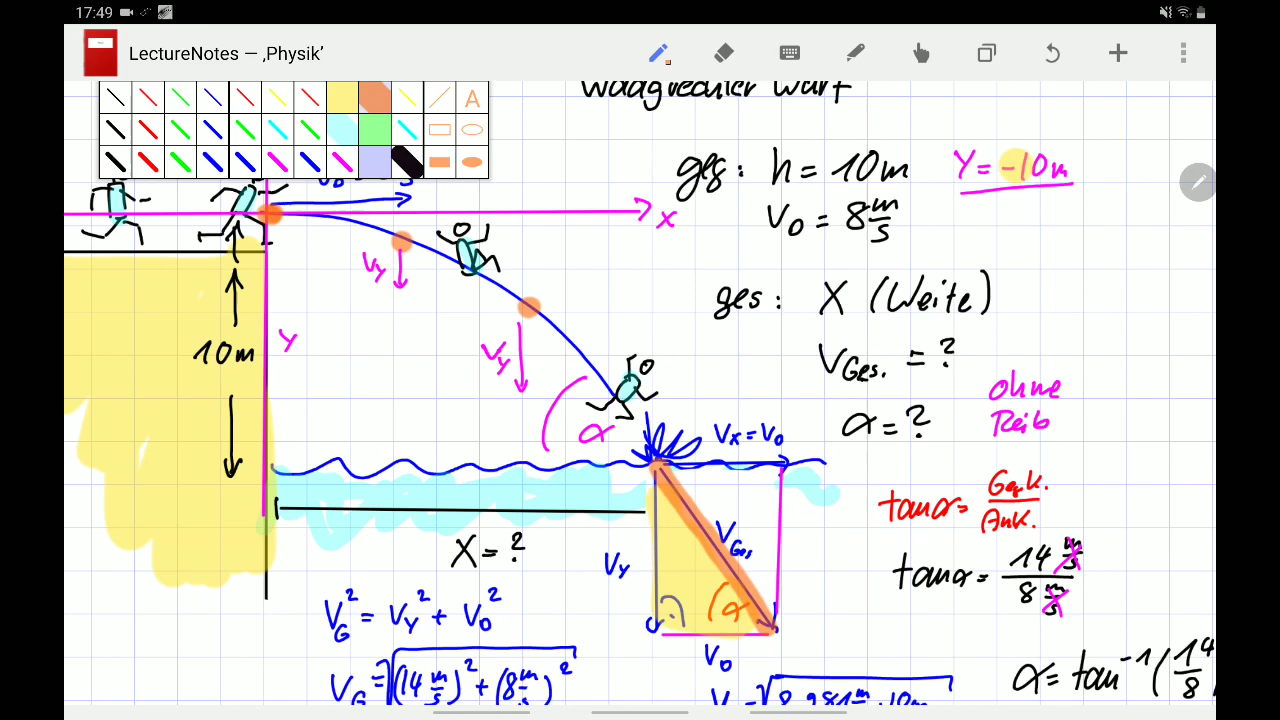 17:49
LectureNotes — ‚Physik’
A
Waagrechter Wurf
geg: h = 10m
Y = -10m
V0 = 8 m/s
X
Vy
ges: X (Weite)
10m
Y
Vy
VGes. = ?
ohne
Reib
α = ?
α
Vx = V0
tanα = Gegk. / Ank.
X = ?
Vy
VGes
tanα = 14 m/s / 8 m/s
α
VG² = Vy² + V0²
V0
VG = √(14 m/s)² + (8 m/s)²
α = tan⁻¹ (14/8